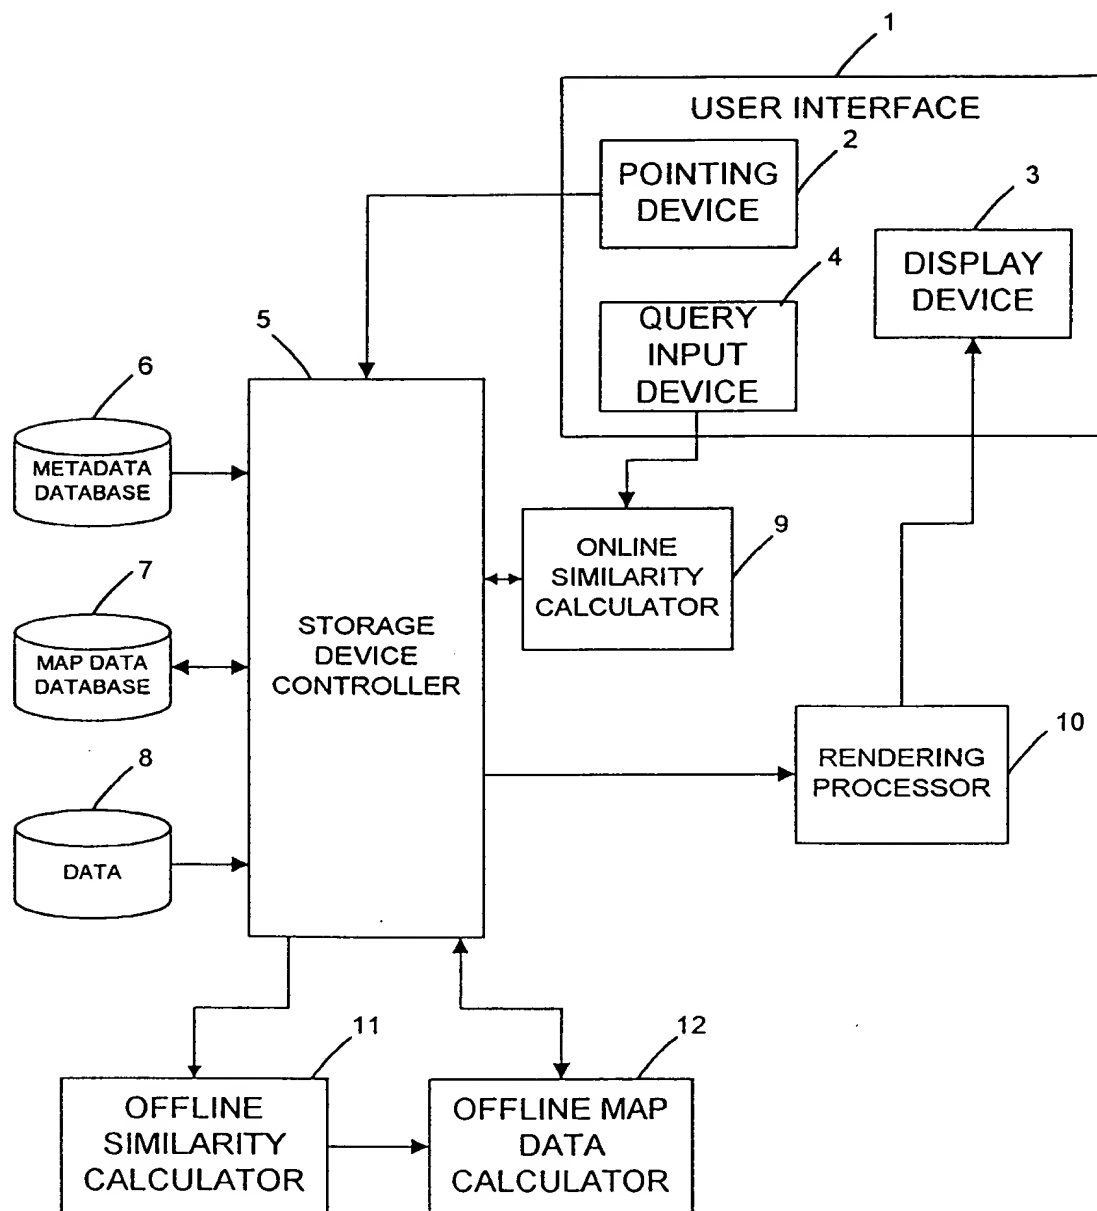 1
USER INTERFACE
2
POINTING
DEVICE
3
DISPLAY
DEVICE
4
QUERY
INPUT
DEVICE
5
STORAGE
DEVICE
CONTROLLER
6
METADATA
DATABASE
7
MAP DATA
DATABASE
8
DATA
9
ONLINE
SIMILARITY
CALCULATOR
10
RENDERING
PROCESSOR
11
OFFLINE
SIMILARITY
CALCULATOR
12
OFFLINE MAP
DATA
CALCULATOR